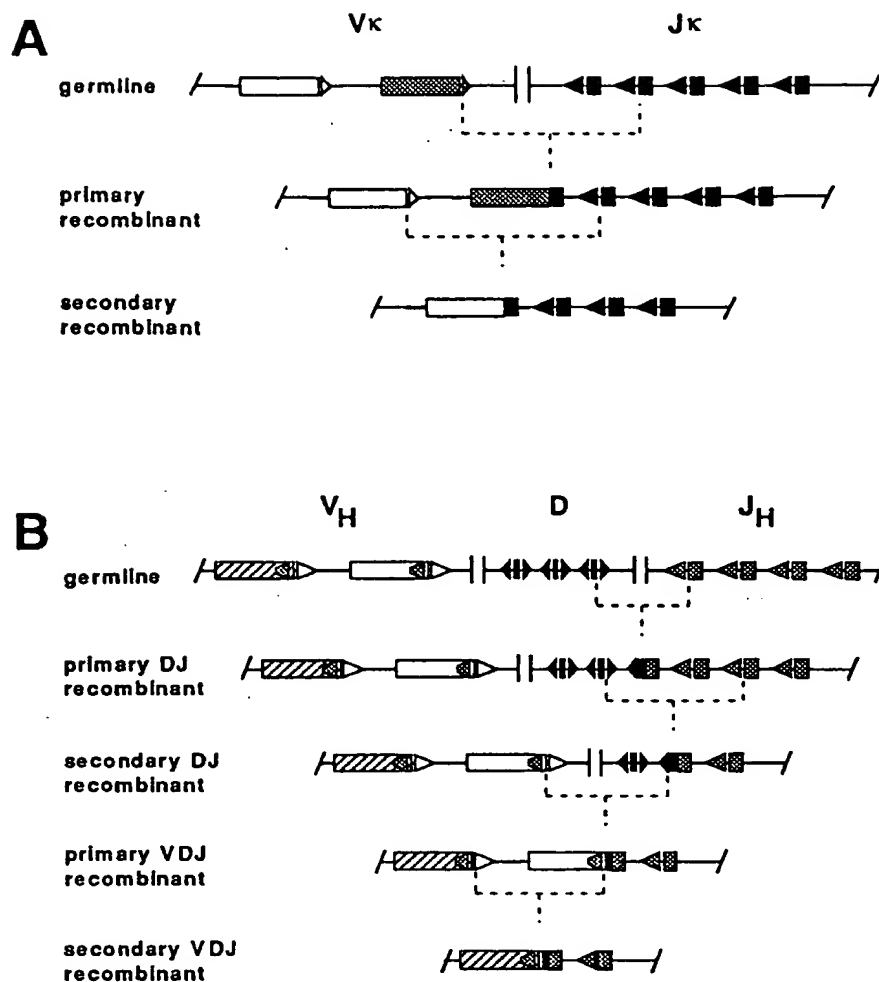 A
Vκ Jκ
germline
primary
recombinant
secondary
recombinant
B
VH D JH
germline
primary DJ
recombinant
secondary DJ
recombinant
primary VDJ
recombinant
secondary VDJ
recombinant